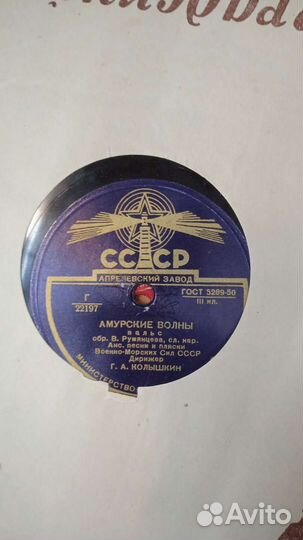 СССР
АПРЕЛЕВСКИЙ ЗАВОД
Г
22197
ГОСТ 5289-50
III кл.
АМУРСКИЕ ВОЛНЫ
вальс
обр. В. Румянцева, сл. нар.
Анс. песни и пляски
Военно-Морских Сил СССР
Дирижер
Г. А. КОЛЫШКИН
МИНИСТЕРСТВО
Avito